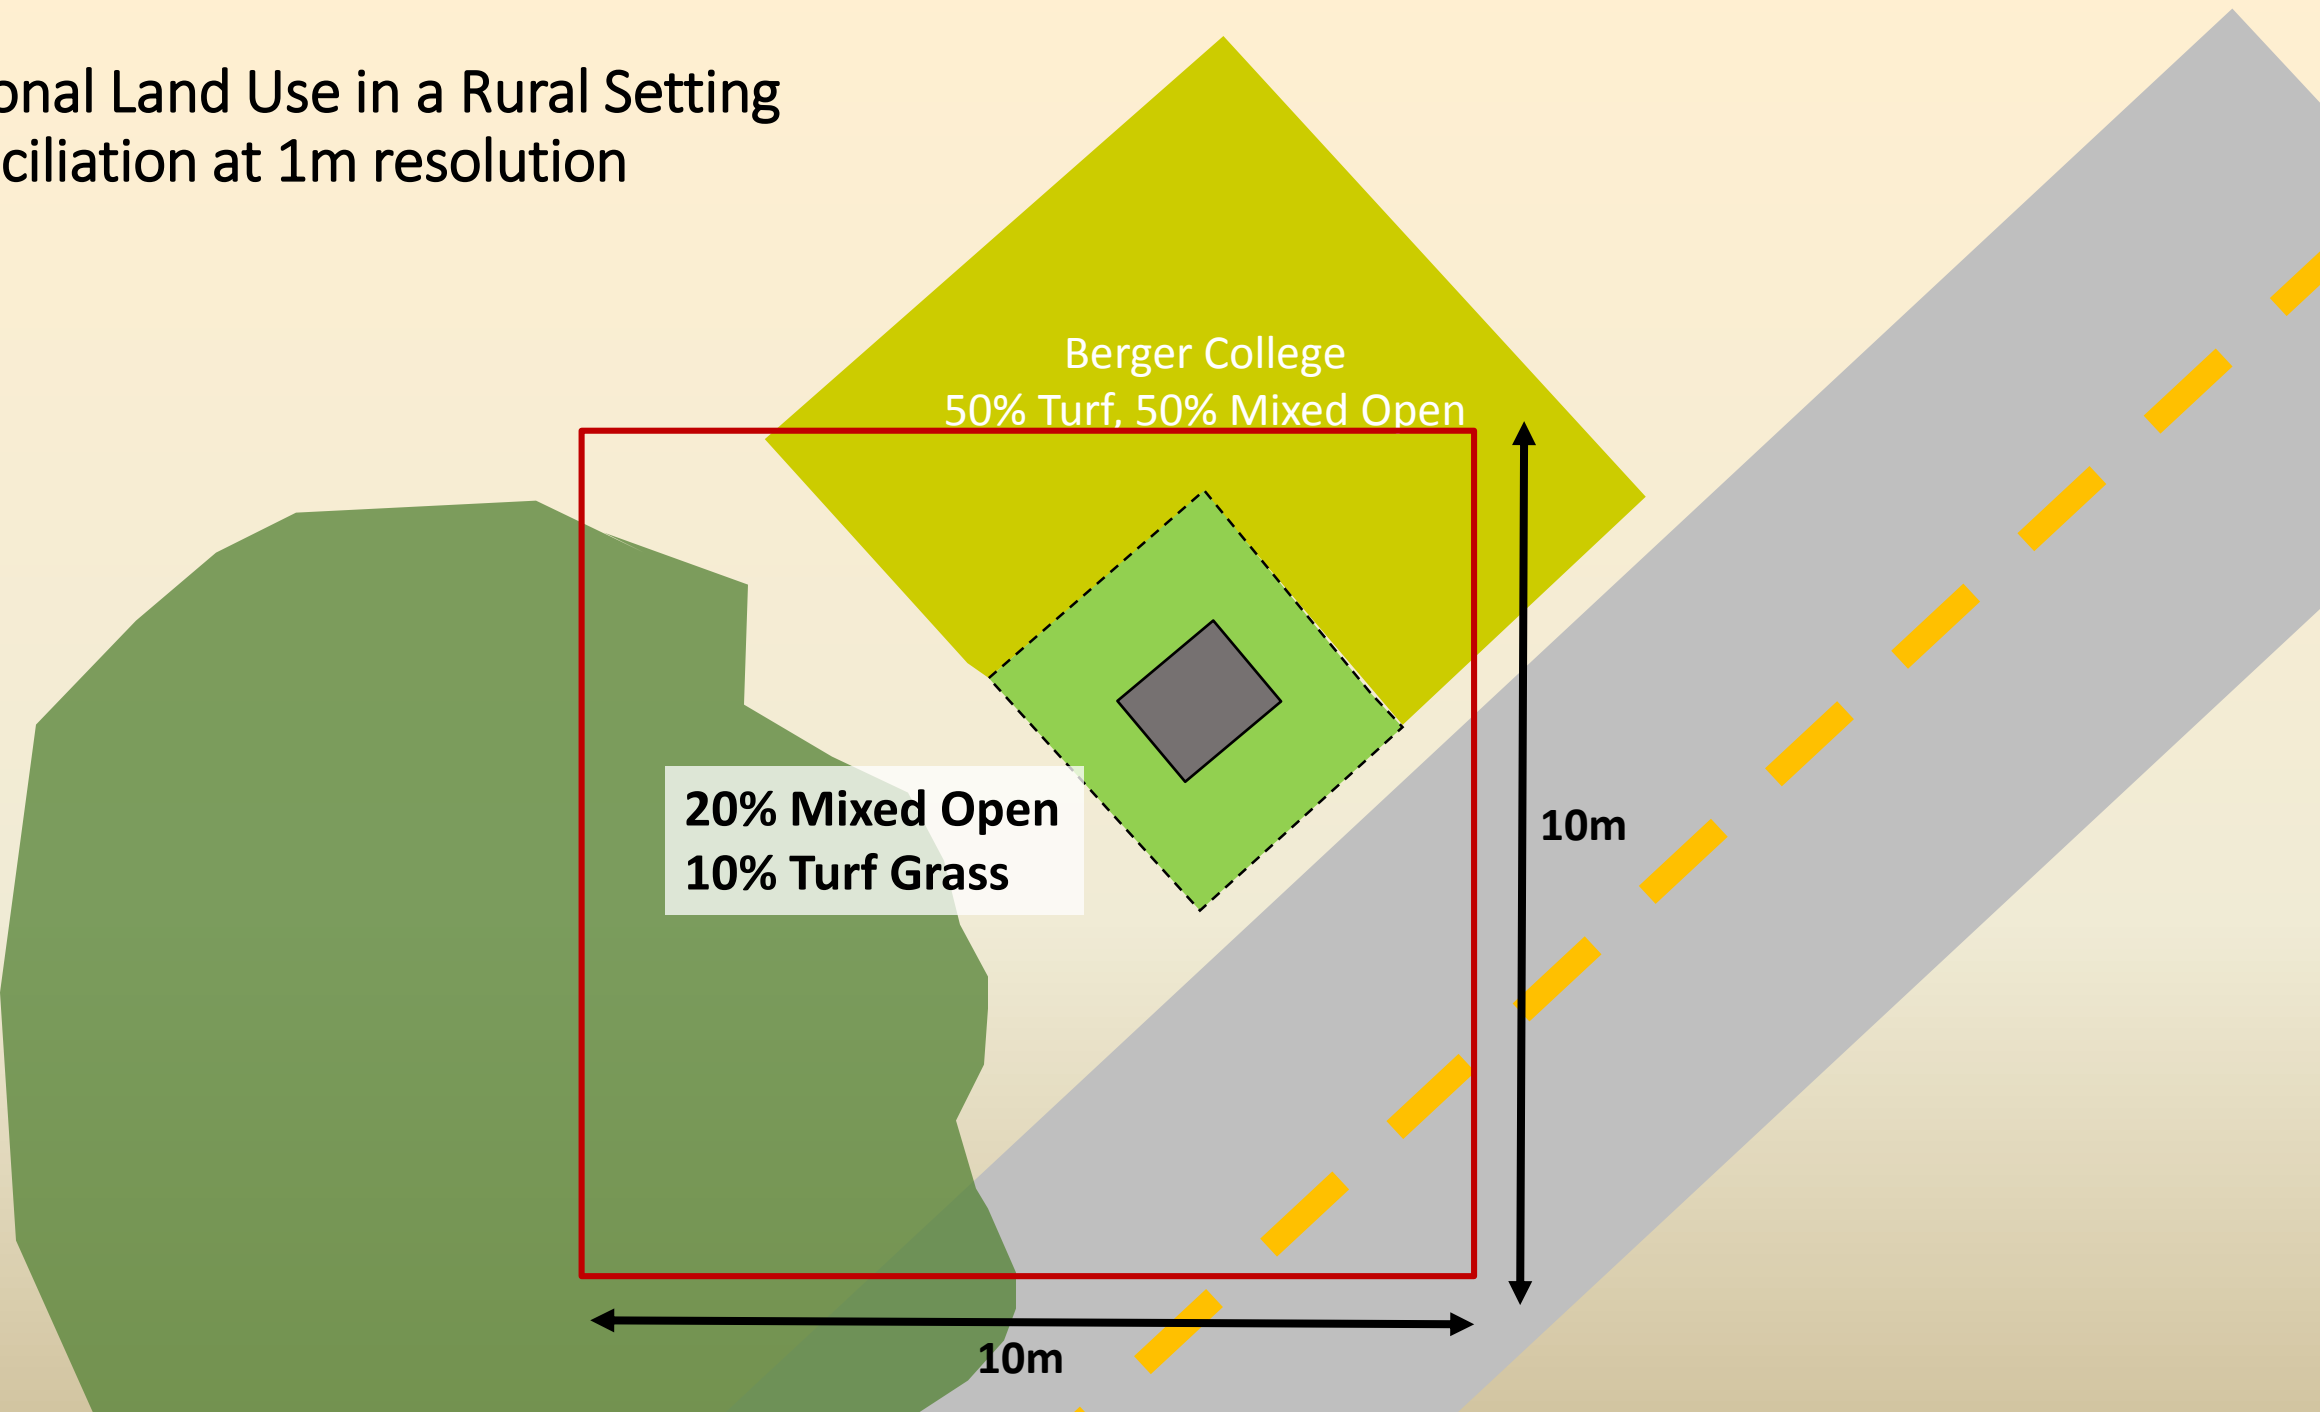 onal Land Use in a Rural Setting
ciliation at 1m resolution
Berger College
50% Turf, 50% Mixed Open
20% Mixed Open
10% Turf Grass
10m
10m